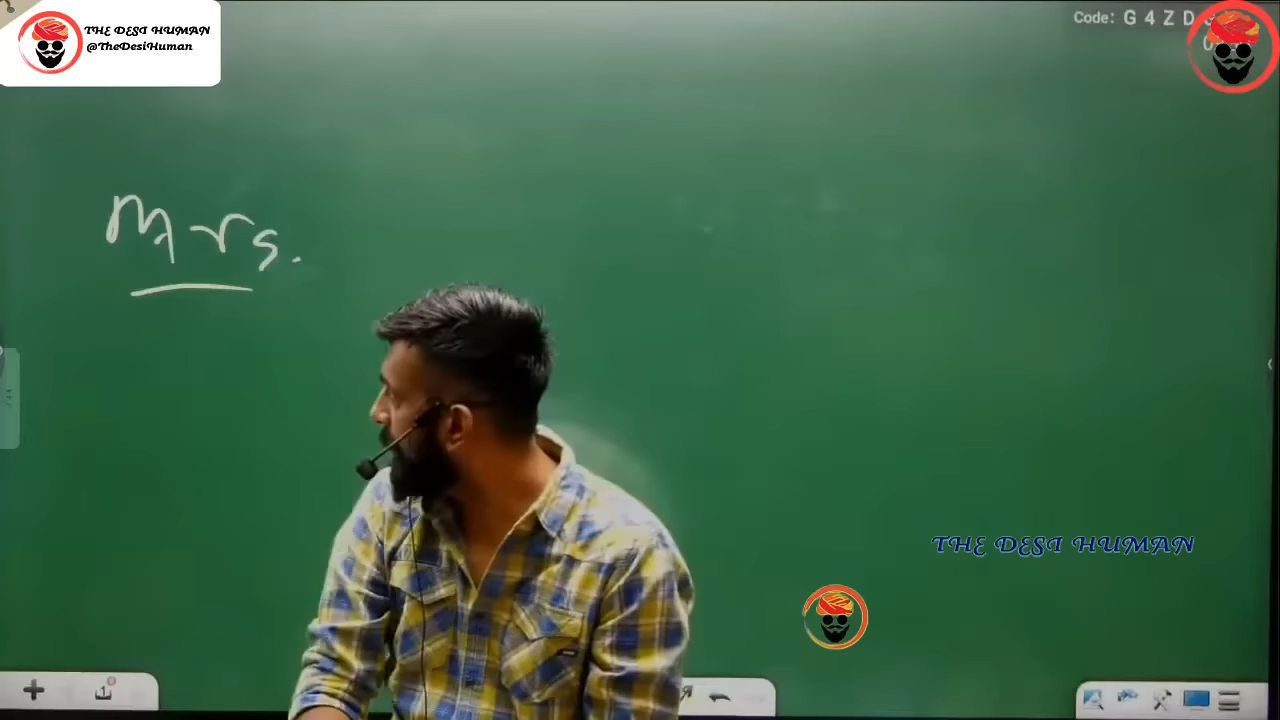 THE DESI HUMAN
@TheDesiHuman
Code: G 4 Z D
Mrs.
THE DESI HUMAN